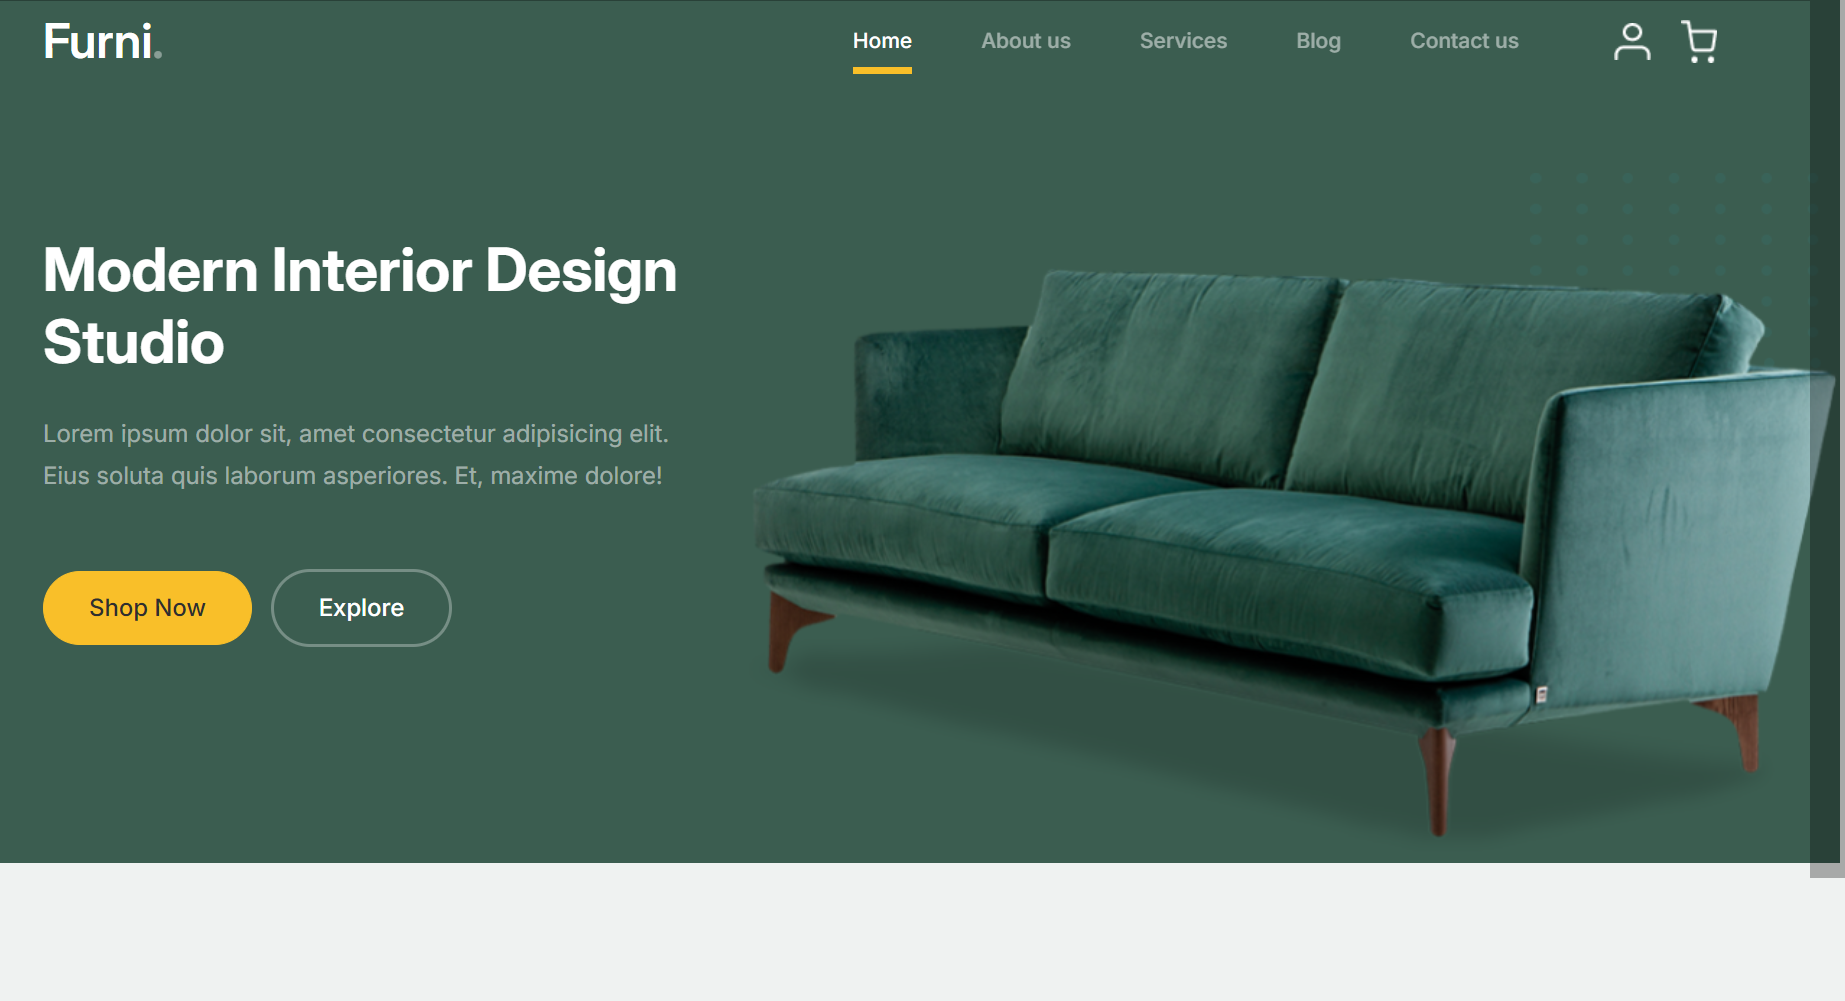 Furni.
Home
About us
Services
Blog
Contact us
Modern Interior Design
Studio
Lorem ipsum dolor sit, amet consectetur adipisicing elit.
Eius soluta quis laborum asperiores. Et, maxime dolore!
Shop Now
Explore